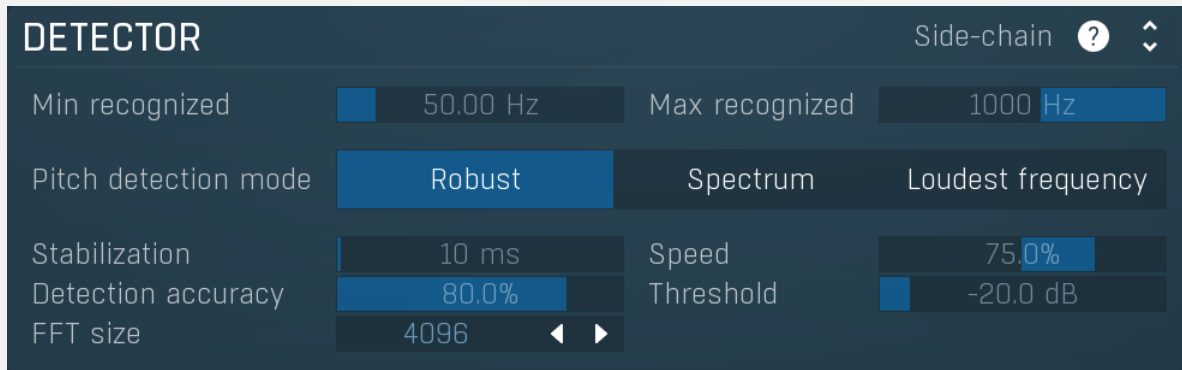 DETECTOR Side-chain ?
Min recognized 50.00 Hz Max recognized 1000 Hz
Pitch detection mode Robust Spectrum Loudest frequency
Stabilization 10 ms Speed 75.0%
Detection accuracy 80.0% Threshold -20.0 dB
FFT size 4096